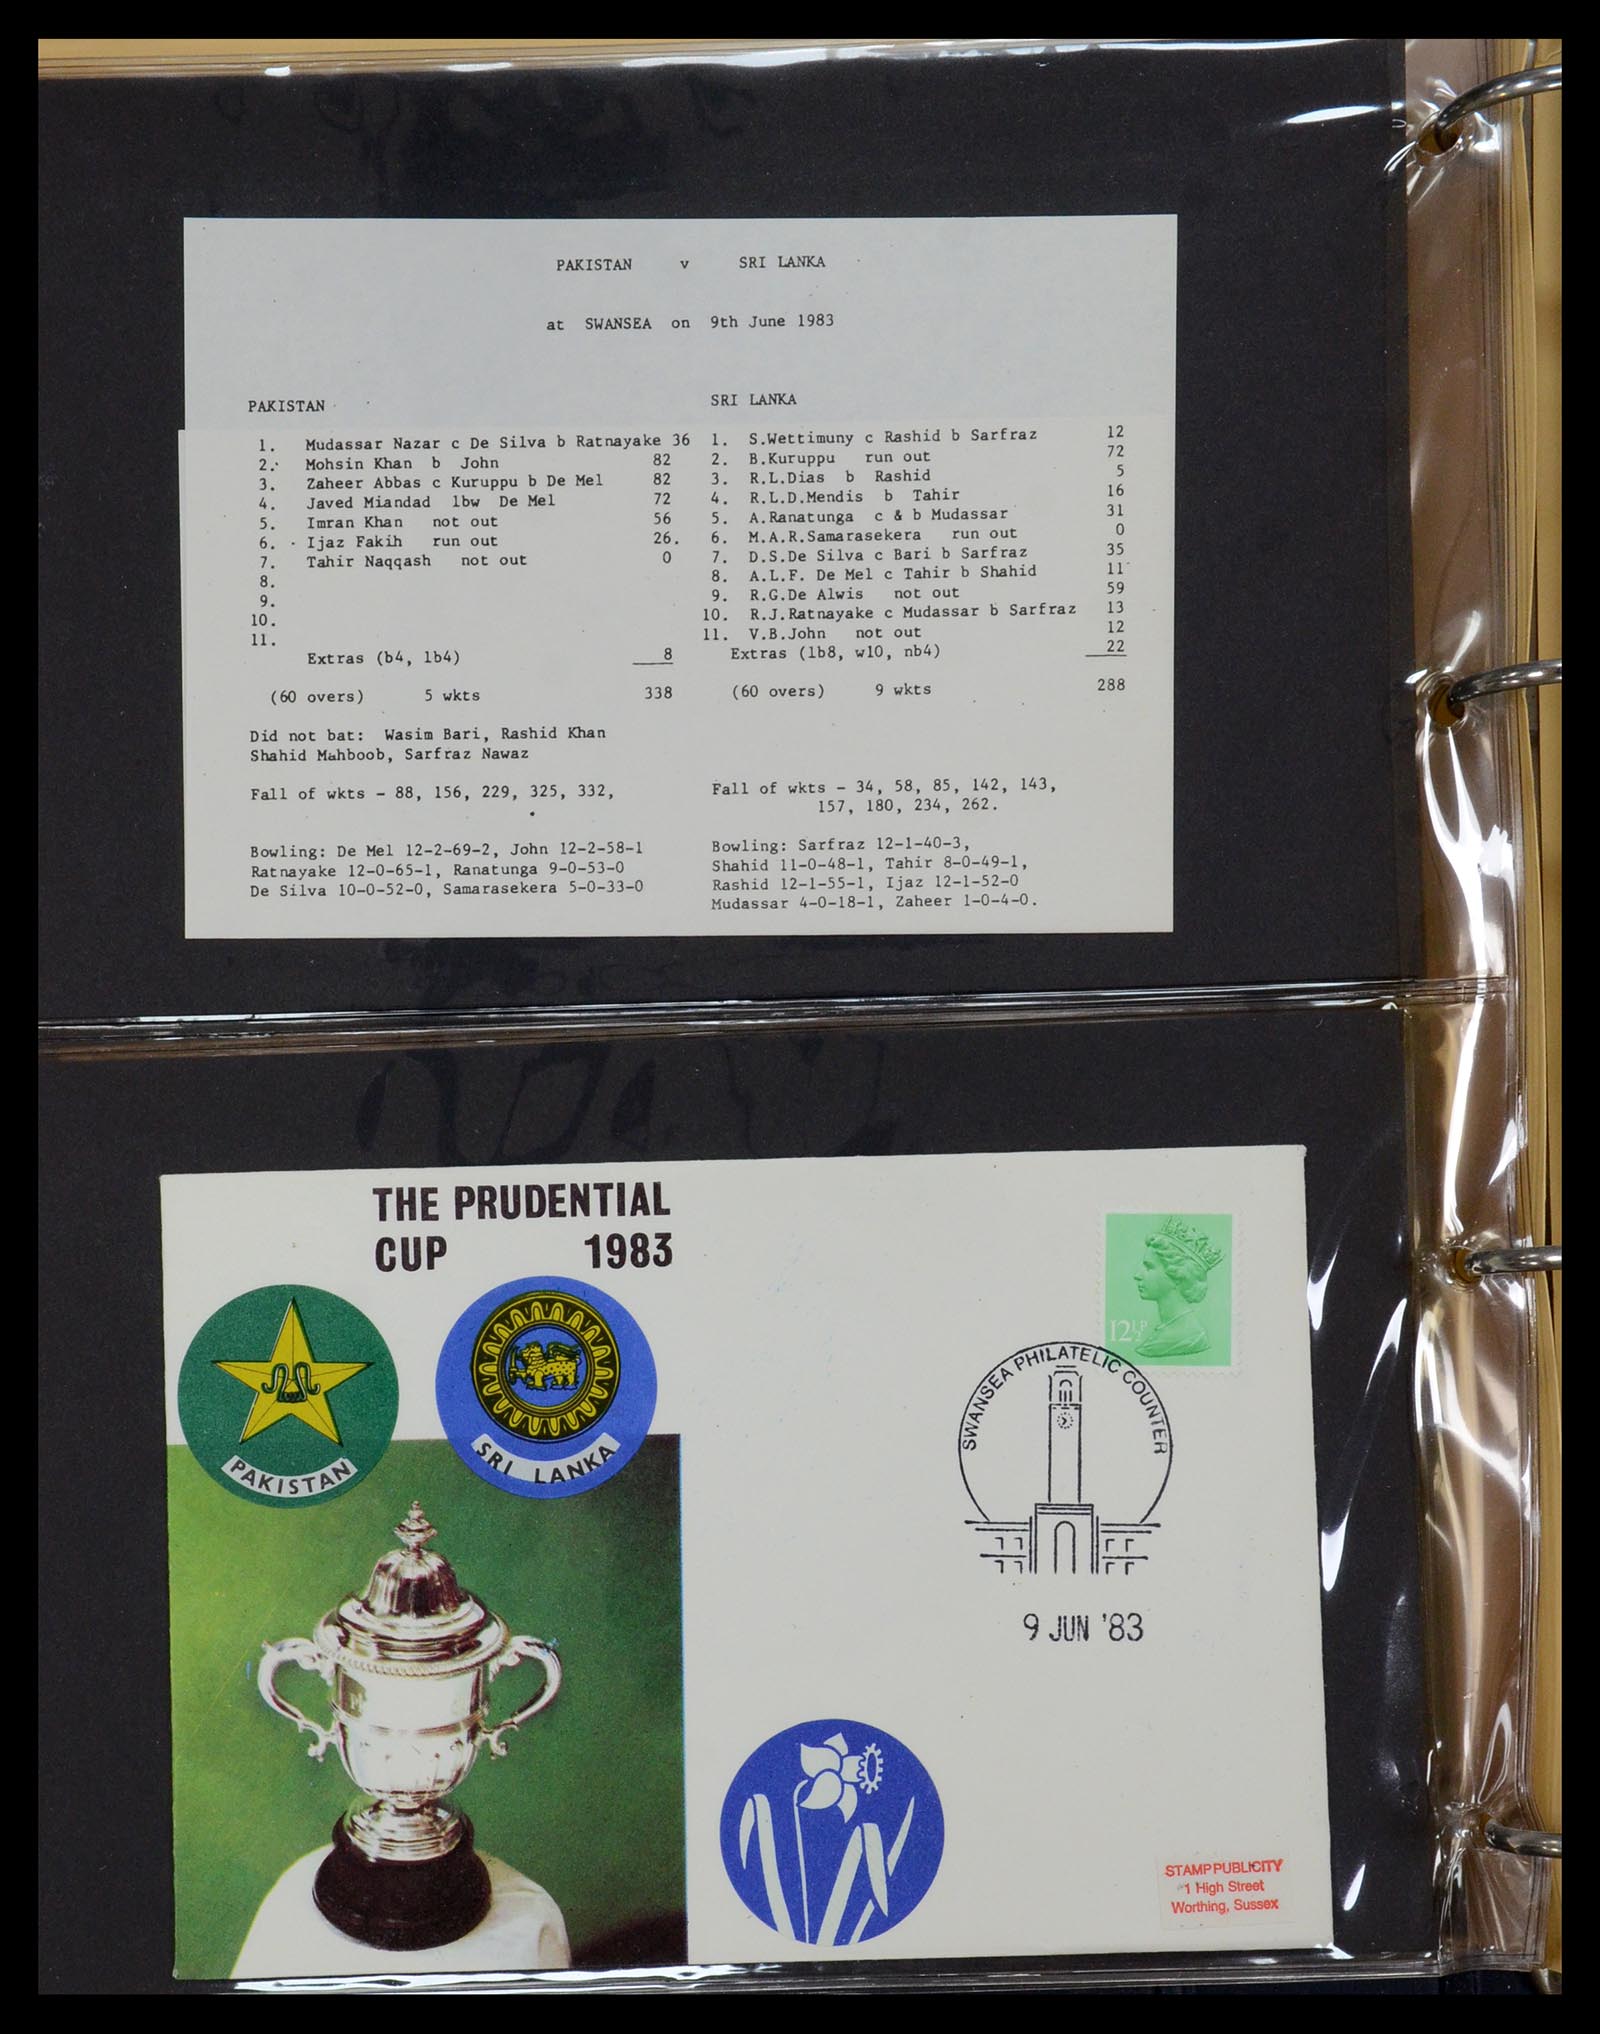 PAKISTAN v SRI LANKA
at SWANSEA on 9th June 1983
PAKISTAN
1. Mudassar Nazar c De Silva b Ratnayake 36
2. Mohsin Khan b John 82
3. Zaheer Abbas c Kuruppu b De Mel 82
4. Javed Miandad lbw De Mel 72
5. Imran Khan not out 56
6. Ijaz Fakih run out 26.
7. Tahir Naqqash not out 0
8.
9.
10.
11.
Extras (b4, lb4) 8
(60 overs) 5 wkts 338
Did not bat: Wasim Bari, Rashid Khan
Shahid Mahboob, Sarfraz Nawaz
Fall of wkts - 88, 156, 229, 325, 332,
Bowling: De Mel 12-2-69-2, John 12-2-58-1
Ratnayake 12-0-65-1, Ranatunga 9-0-53-0
De Silva 10-0-52-0, Samarasekera 5-0-33-0
SRI LANKA
1. S.Wettimuny c Rashid b Sarfraz 12
2. B.Kuruppu run out 72
3. R.L.Dias b Rashid 5
4. R.L.D.Mendis b Tahir 16
5. A.Ranatunga c & b Mudassar 31
6. M.A.R.Samarasekera run out 0
7. D.S.De Silva c Bari b Sarfraz 35
8. A.L.F. De Mel c Tahir b Shahid 11
9. R.G.De Alwis not out 59
10. R.J.Ratnayake c Mudassar b Sarfraz 13
11. V.B.John not out 12
Extras (lb8, w10, nb4) 22
(60 overs) 9 wkts 288
Fall of wkts - 34, 58, 85, 142, 143,
157, 180, 234, 262.
Bowling: Sarfraz 12-1-40-3,
Shahid 11-0-48-1, Tahir 8-0-49-1,
Rashid 12-1-55-1, Ijaz 12-1-52-0
Mudassar 4-0-18-1, Zaheer 1-0-4-0.
THE PRUDENTIAL
CUP 1983
PAKISTAN
SRI LANKA
12½P
SWANSEA PHILATELIC COUNTER
9 JUN '83
STAMP PUBLICITY
1 High Street
Worthing, Sussex